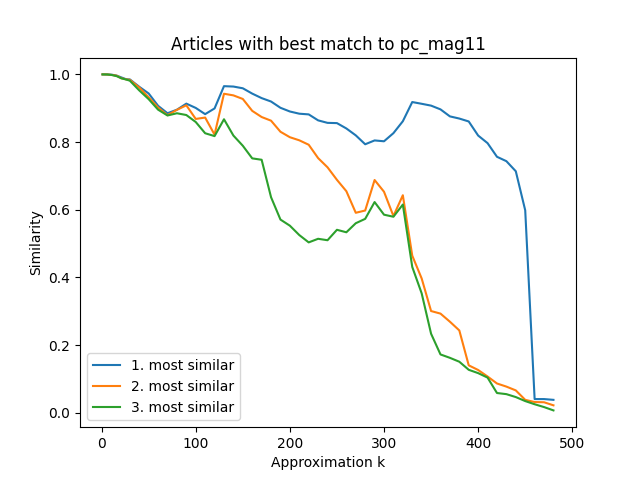 Articles with best match to pc_mag11
1.0
0.8
0.6
0.4
0.2
0.0
Similarity
1. most similar
2. most similar
3. most similar
0 100 200 300 400 500
Approximation k